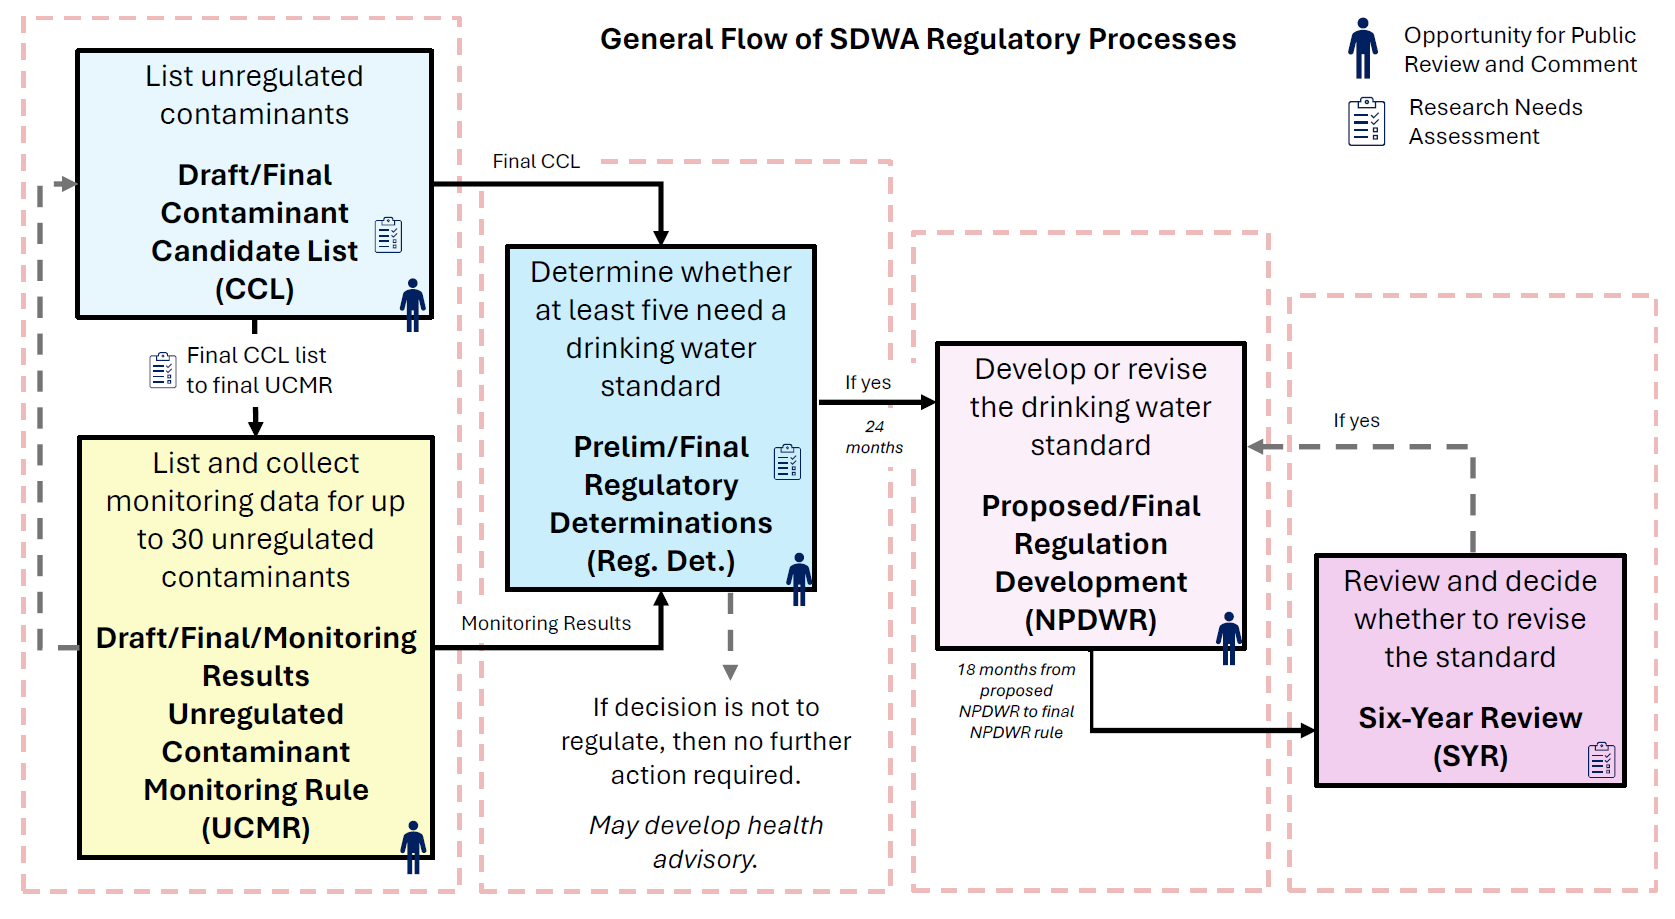 General Flow of SDWA Regulatory Processes
Opportunity for Public
Review and Comment
Research Needs
Assessment
List unregulated
contaminants
Draft/Final
Contaminant
Candidate List
(CCL)
Final CCL list
to final UCMR
List and collect
monitoring data for up
to 30 unregulated
contaminants
Draft/Final/Monitoring
Results
Unregulated
Contaminant
Monitoring Rule
(UCMR)
Final CCL
Monitoring Results
Determine whether
at least five need a
drinking water
standard
Prelim/Final
Regulatory
Determinations
(Reg. Det.)
If decision is not to
regulate, then no further
action required.
May develop health
advisory.
If yes
24
months
Develop or revise
the drinking water
standard
Proposed/Final
Regulation
Development
(NPDWR)
18 months from
proposed
NPDWR to final
NPDWR rule
If yes
Review and decide
whether to revise
the standard
Six-Year Review
(SYR)